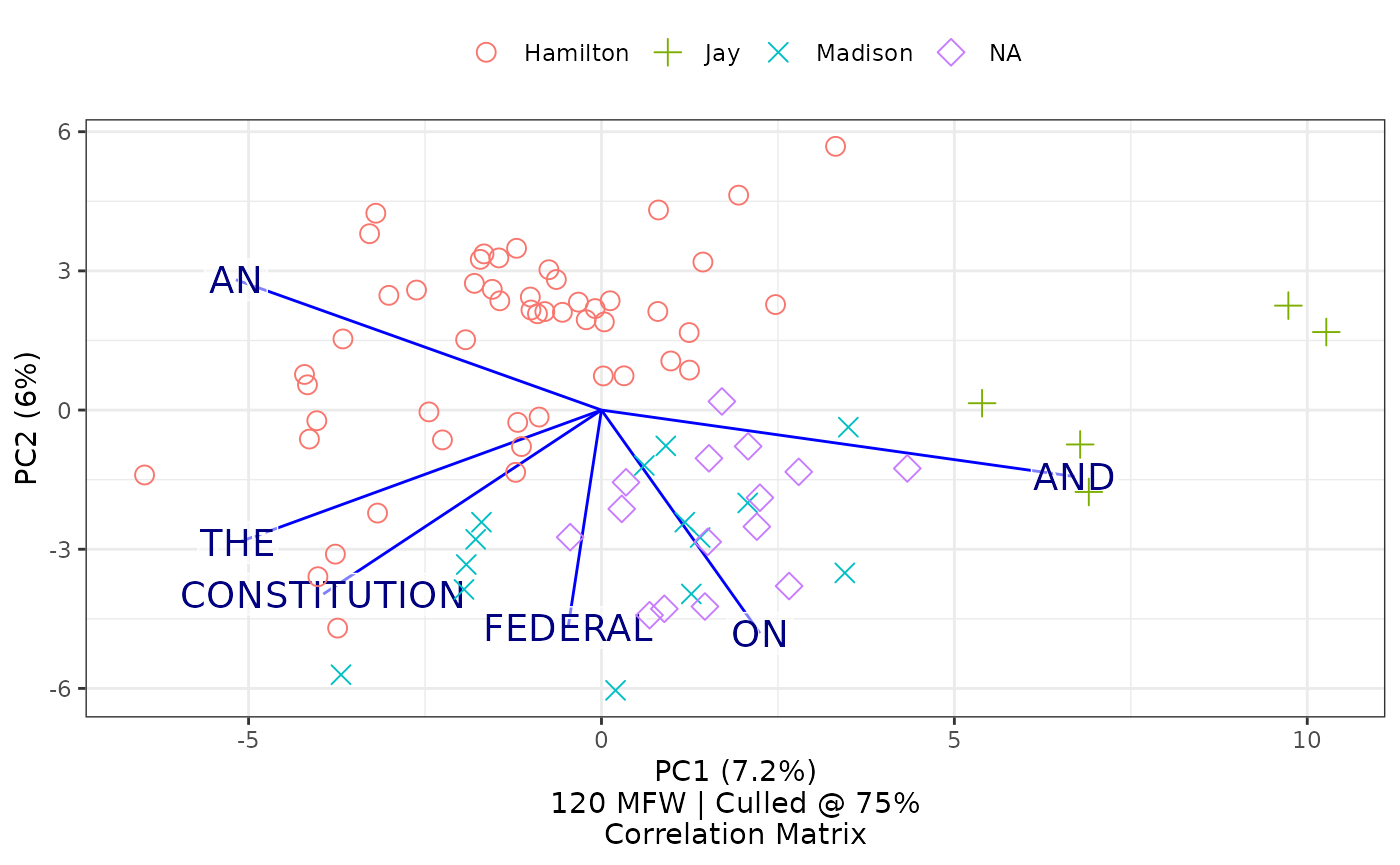 Hamilton Jay Madison NA
6
3
0
-3
-6
PC2 (6%)
AN
AND
THE
CONSTITUTION
FEDERAL
ON
-5 0 5 10
PC1 (7.2%)
120 MFW | Culled @ 75%
Correlation Matrix